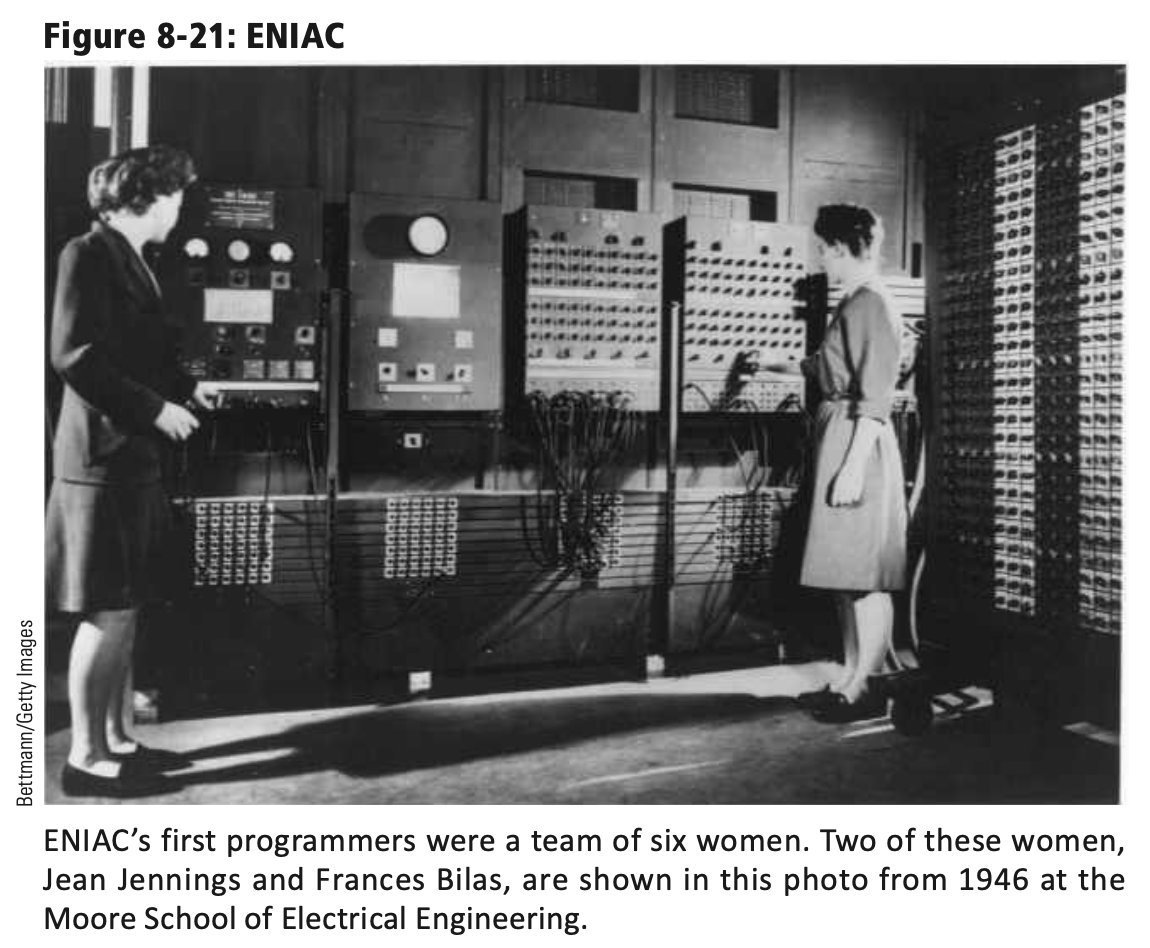 Figure 8-21: ENIAC
Bettmann/Getty Images
ENIAC’s first programmers were a team of six women. Two of these women,
Jean Jennings and Frances Bilas, are shown in this photo from 1946 at the
Moore School of Electrical Engineering.